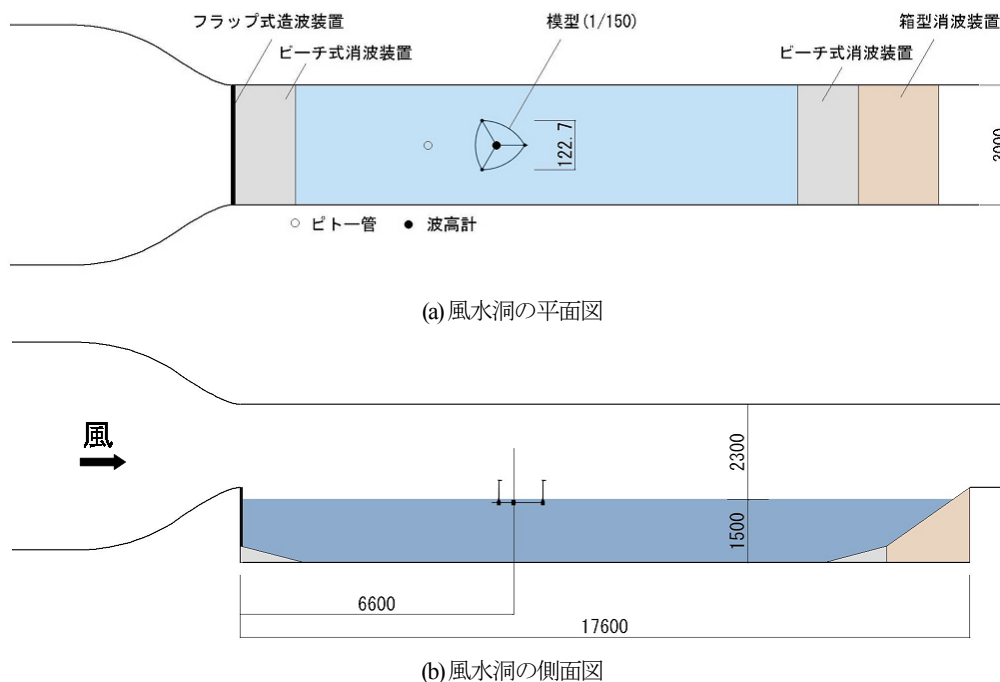 フラップ式造波装置
模型(1/150)
箱型消波装置
ビーチ式消波装置
ビーチ式消波装置
122.7
3000
○ ピトー管 ● 波高計
(a) 風水洞の平面図
風
2300
1500
6600
17600
(b) 風水洞の側面図